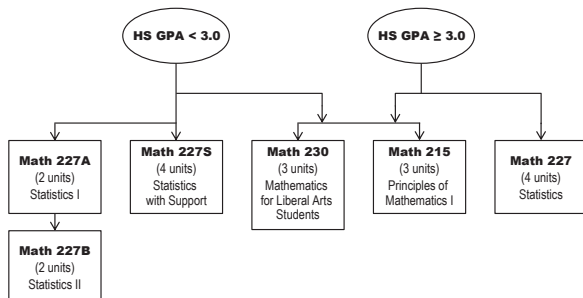 HS GPA < 3.0
HS GPA ≥ 3.0
Math 227A
(2 units)
Statistics I
Math 227S
(4 units)
Statistics
with Support
Math 230
(3 units)
Mathematics
for Liberal Arts
Students
Math 215
(3 units)
Principles of
Mathematics I
Math 227
(4 units)
Statistics
Math 227B
(2 units)
Statistics II